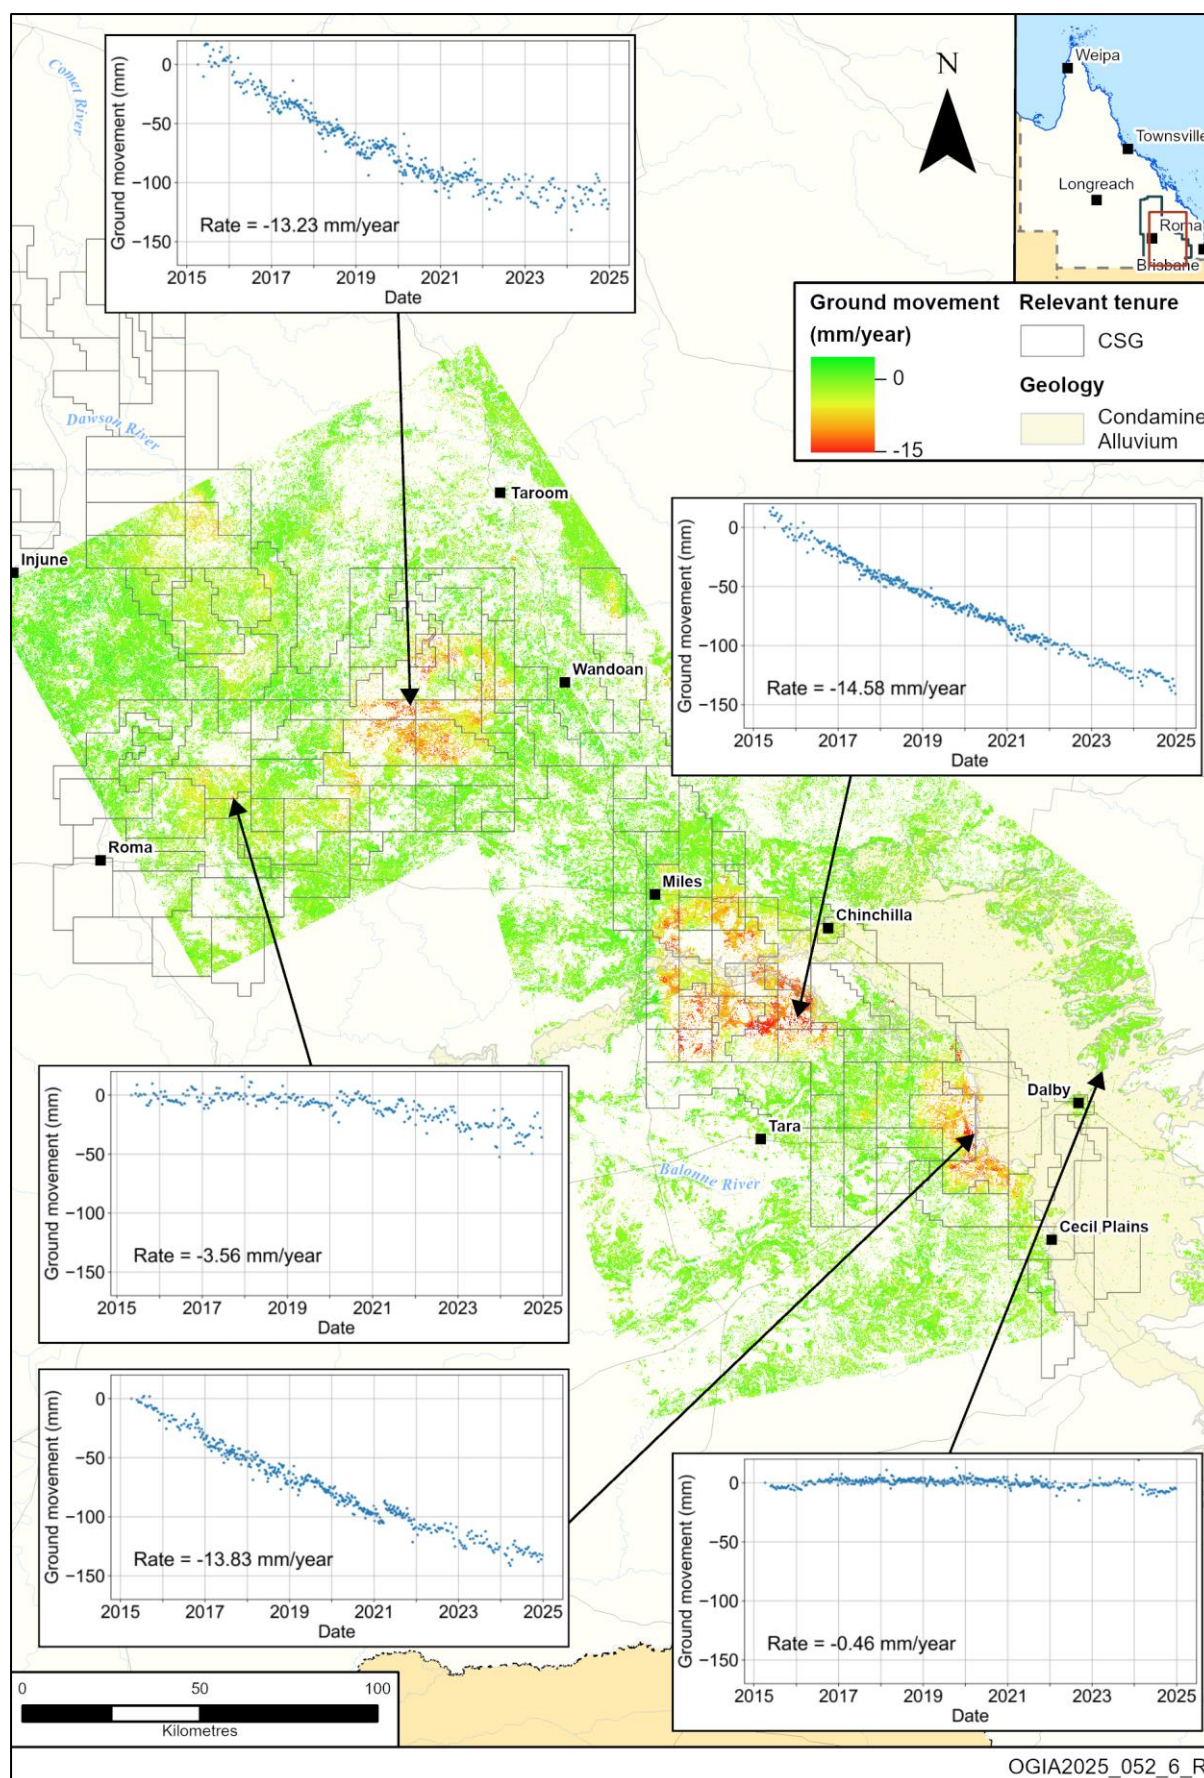 Comet River
Ground movement (mm)
0
−50
−100
−150
Rate = -13.23 mm/year
2015 2017 2019 2021 2023 2025
Date
N
Weipa
Townsville
Longreach
Roma
Brisbane
Ground movement
(mm/year)
0
-15
Relevant tenure
CSG
Geology
Condamine
Alluvium
Dawson River
Taroom
Injune
Wandoan
Ground movement (mm)
0
−50
−100
−150
Rate = -14.58 mm/year
2015 2017 2019 2021 2023 2025
Date
Roma
Miles
Chinchilla
Dalby
Tara
Balonne River
Cecil Plains
Ground movement (mm)
0
−50
−100
−150
Rate = -3.56 mm/year
2015 2017 2019 2021 2023 2025
Date
Ground movement (mm)
0
−50
−100
−150
Rate = -13.83 mm/year
2015 2017 2019 2021 2023 2025
Date
Ground movement (mm)
0
−50
−100
−150
Rate = -0.46 mm/year
2015 2017 2019 2021 2023 2025
Date
0 50 100
Kilometres
OGIA2025_052_6_R